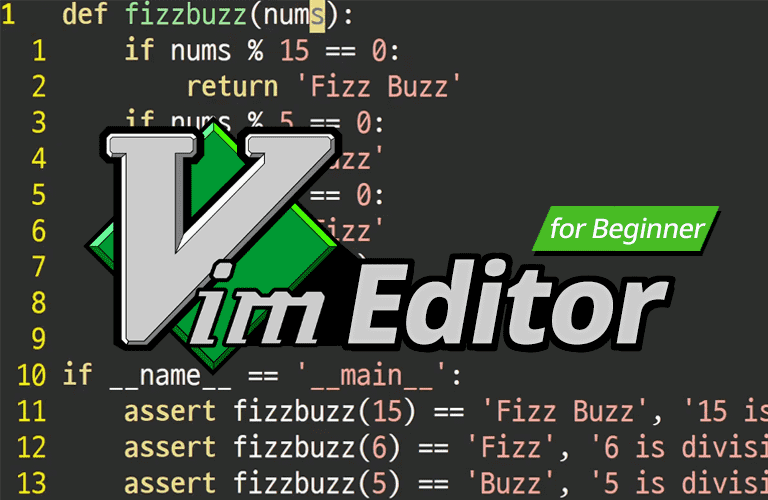 1 def fizzbuzz(nums):
1 if nums % 15 == 0:
2 return 'Fizz Buzz'
3 if nums % 5 == 0:
4 zz'
5 == 0:
6 izz'
7
8
9
Vim Editor
for Beginner
10 if __name__ == '__main__':
11 assert fizzbuzz(15) == 'Fizz Buzz', '15 is
12 assert fizzbuzz(6) == 'Fizz', '6 is divisi
13 assert fizzbuzz(5) == 'Buzz', '5 is divisi